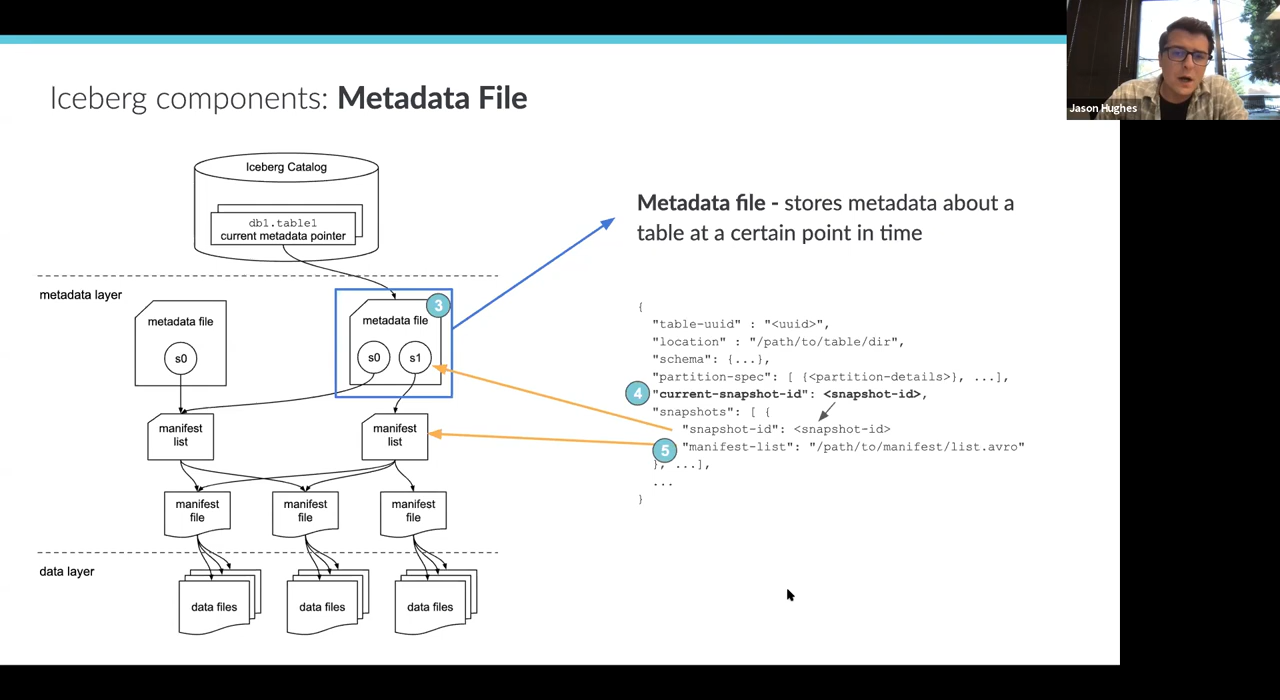 Jason Hughes
Iceberg components: Metadata File
Iceberg Catalog
db1.table1
current metadata pointer
metadata layer
metadata file
s0
3
metadata file
s0
s1
manifest
list
manifest
list
manifest
file
manifest
file
manifest
file
data layer
data files
data files
data files
Metadata file - stores metadata about a
table at a certain point in time
{
"table-uuid" : "<uuid>",
"location" : "/path/to/table/dir",
"schema": {...},
"partition-spec": [ {<partition-details>}, ...],
4 "current-snapshot-id": <snapshot-id>,
"snapshots": [ {
"snapshot-id": <snapshot-id>
5 "manifest-list": "/path/to/manifest/list.avro"
}, ...],
...
}